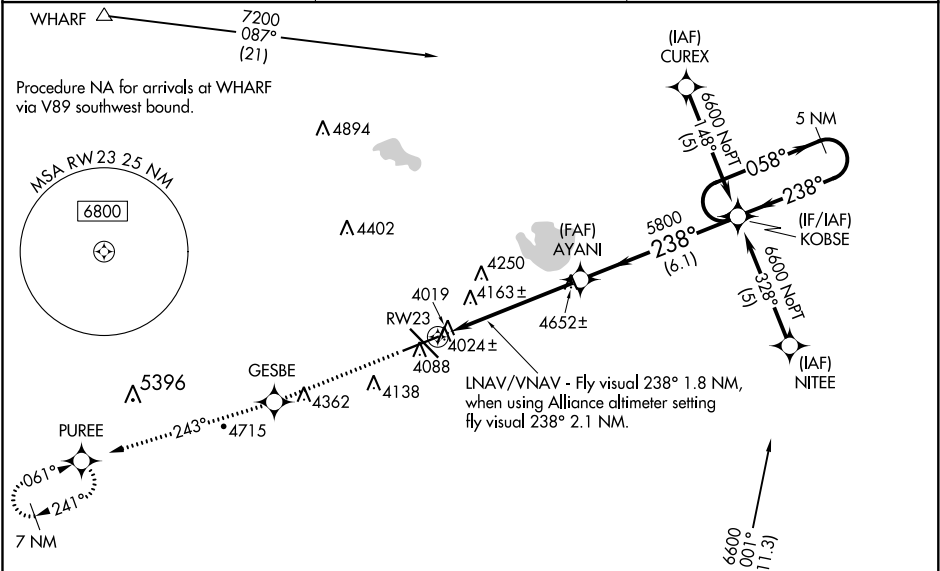 WHARF
7200
087°
(21)
Procedure NA for arrivals at WHARF
via V89 southwest bound.
MSA RW 23 25 NM
6800
4894
4402
(IAF)
CUREX
6600 NoPT
148°
(5)
5 NM
058°
238°
(IF/IAF)
KOBSE
5800
238°
(6.1)
(FAF)
AYANI
4250
4163±
4652±
4019
RW23
4024±
4088
6600 NoPT
328°
(5)
(IAF)
NITEE
GESBE
4362
4138
LNAV/VNAV - Fly visual 238° 1.8 NM,
when using Alliance altimeter setting
fly visual 238° 2.1 NM.
5396
243°
4715
PUREE
061°
241°
7 NM
6600
001°
11.3)